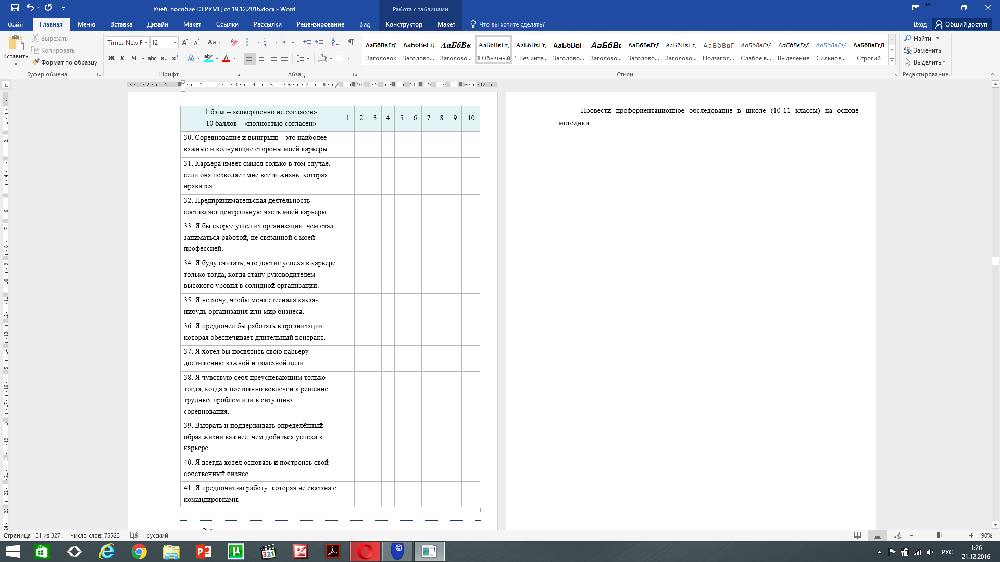 Учеб. пособие ГЗ РУМЦ от 19.12.2016.docx - Word
Работа с таблицами
Файл Главная Меню Вставка Дизайн Макет Ссылки Рассылки Рецензирование Вид Конструктор Макет Что вы хотите сделать? Вход Общий доступ
Вставить
Вырезать
Копировать
Формат по образцу
Буфер обмена
Times New R 12
Ж К Ч abc x₂ x²
Шрифт
Абзац
АаБбВвГгД Заголовок
АаБбВвГг Заголово...
АаБбВв. Заголово...
АаБбВвГг, ¶ Обычный
АаБбВвГг, ¶ Без инте...
АаБбВвГ Заголово...
АаБбВв Заголово...
АаБбВвГгД Заголово...
АаБбВвГг, Заголово...
АаБбВвГ Подзагол...
АаБбВвГгД Слабое в...
АаБбВвГгД Выделение
АаБбВвГгД Сильное...
АаБбВвГгД Строгий
Стили
Найти
Заменить
Выделить
Редактирование
1 балл – «совершенно не согласен»
10 баллов – «полностью согласен»
1 2 3 4 5 6 7 8 9 10
30. Соревнование и выигрыш – это наиболее
важные и волнующие стороны моей карьеры.
31. Карьера имеет смысл только в том случае,
если она позволяет мне вести жизнь, которая
нравится.
32. Предпринимательская деятельность
составляет центральную часть моей карьеры.
33. Я бы скорее ушёл из организации, чем стал
заниматься работой, не связанной с моей
профессией.
34. Я буду считать, что достиг успеха в карьере
только тогда, когда стану руководителем
высокого уровня в солидной организации.
35. Я не хочу, чтобы меня стесняла какая-
нибудь организация или мир бизнеса.
36. Я предпочёл бы работать в организации,
которая обеспечивает длительный контракт.
37. Я хотел бы посвятить свою карьеру
достижению важной и полезной цели.
38. Я чувствую себя преуспевающим только
тогда, когда я постоянно вовлечён в решение
трудных проблем или в ситуацию
соревнования.
39. Выбрать и поддерживать определённый
образ жизни важнее, чем добиться успеха в
карьере.
40. Я всегда хотел основать и построить свой
собственный бизнес.
41. Я предпочитаю работу, которая не связана с
командировками.
Провести профориентационное обследование в школе (10-11 классы) на основе
методики.
Страница 131 из 327 Число слов: 75523 русский 90%
РУС
1:26
21.12.2016